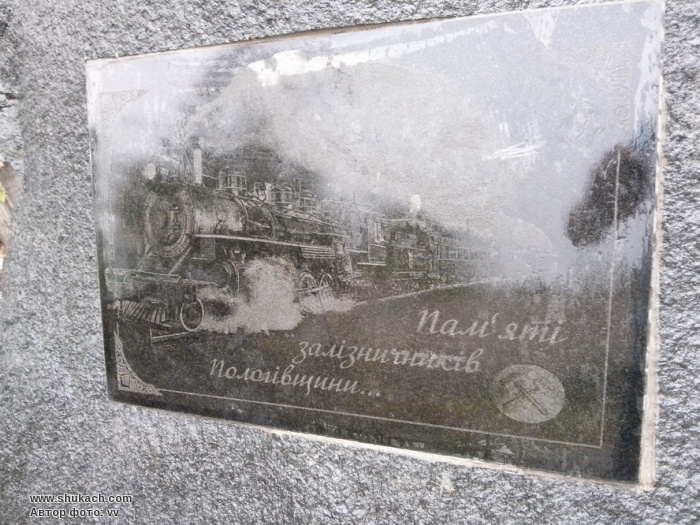 Пам'яті
залізничників
Пологівщини...
www.shukach.com
Автор фото: vv